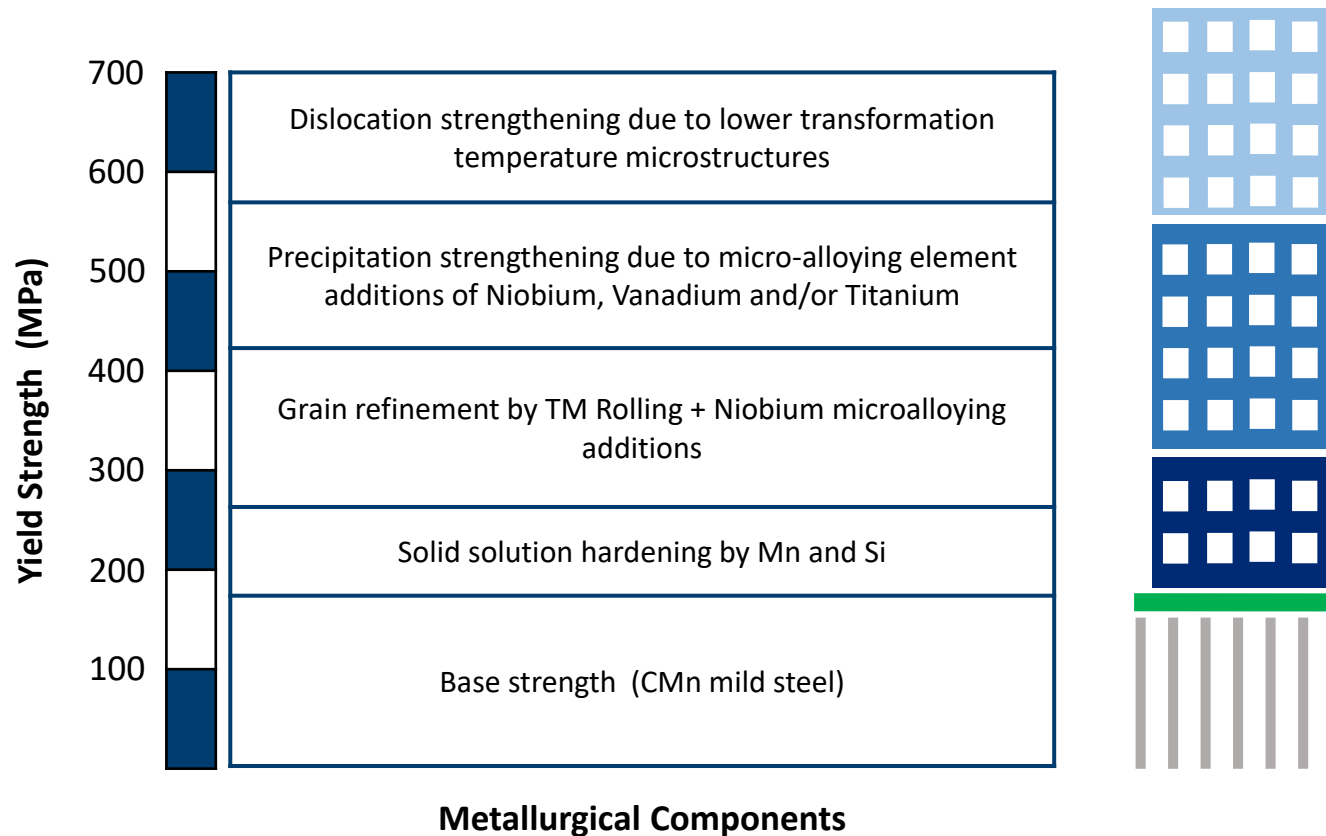 700
600
500
400
300
200
100
Yield Strength (MPa)
Dislocation strengthening due to lower transformation
temperature microstructures
Precipitation strengthening due to micro-alloying element
additions of Niobium, Vanadium and/or Titanium
Grain refinement by TM Rolling + Niobium microalloying
additions
Solid solution hardening by Mn and Si
Base strength (CMn mild steel)
Metallurgical Components